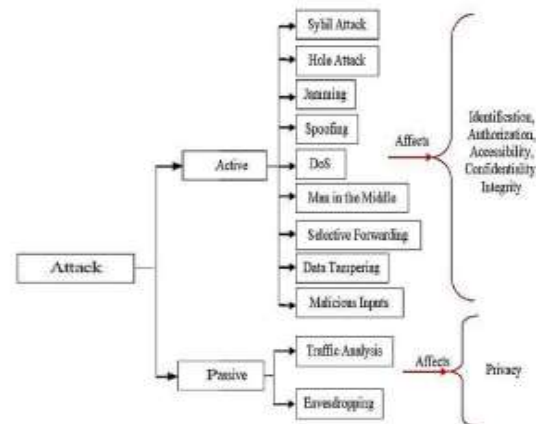 Sybil Attack
Hole Attack
Jamming
Spoofing
Active
DoS
Man in the Middle
Selective Forwarding
Data Tampering
Malicious Inputs
Affects
Identification,
Authorization,
Accessibility,
Confidentiality
Integrity
Attack
Passive
Traffic Analysis
Eavesdropping
Affects
Privacy